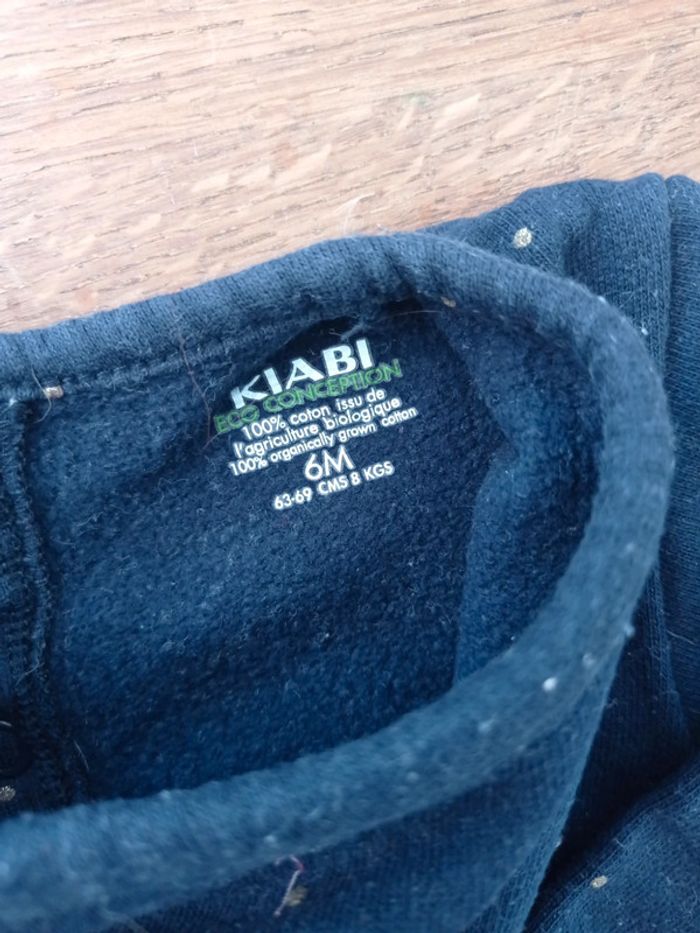 KIABI
ECO CONCEPTION
100% coton issu de
l'agriculture biologique
100% organically grown cotton
6M
63-69 CMS 8 KGS